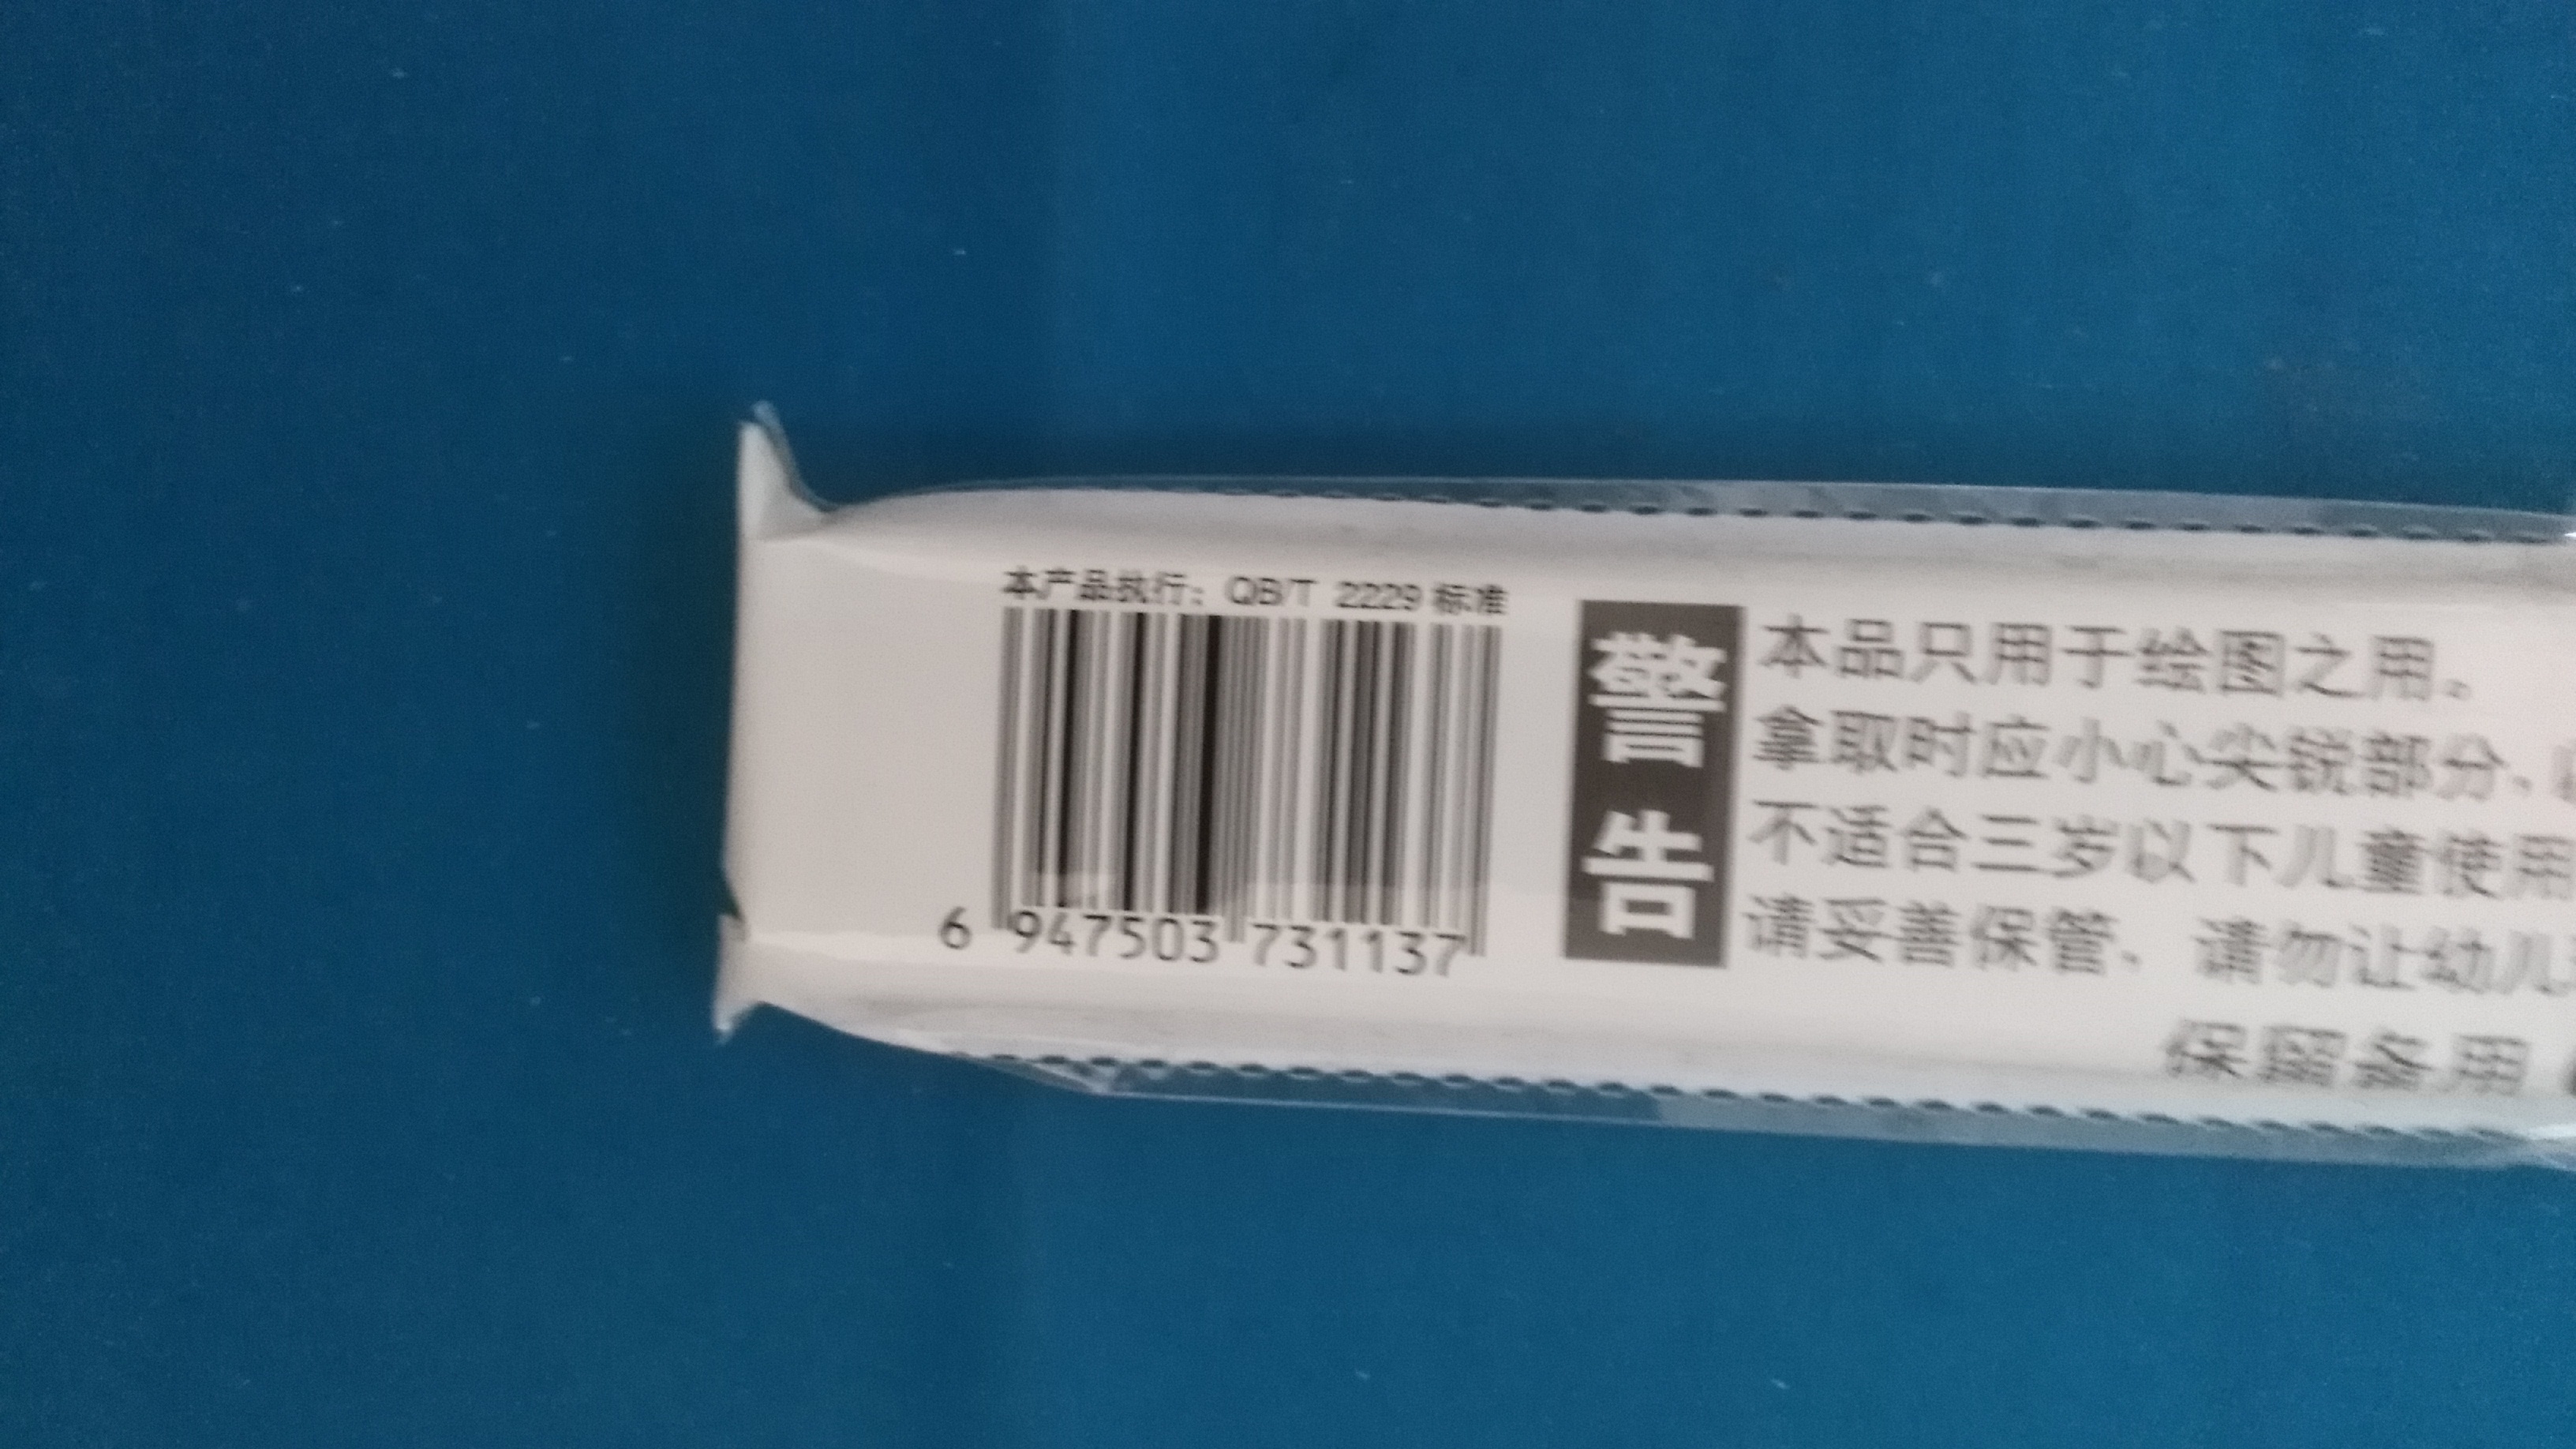 本产品执行：QB/T 2229 标准
6 947503 731137
警告
本品只用于绘图之用。
拿取时应小心尖锐部分，
不适合三岁以下儿童使用
请妥善保管，请勿让幼儿
保留备用